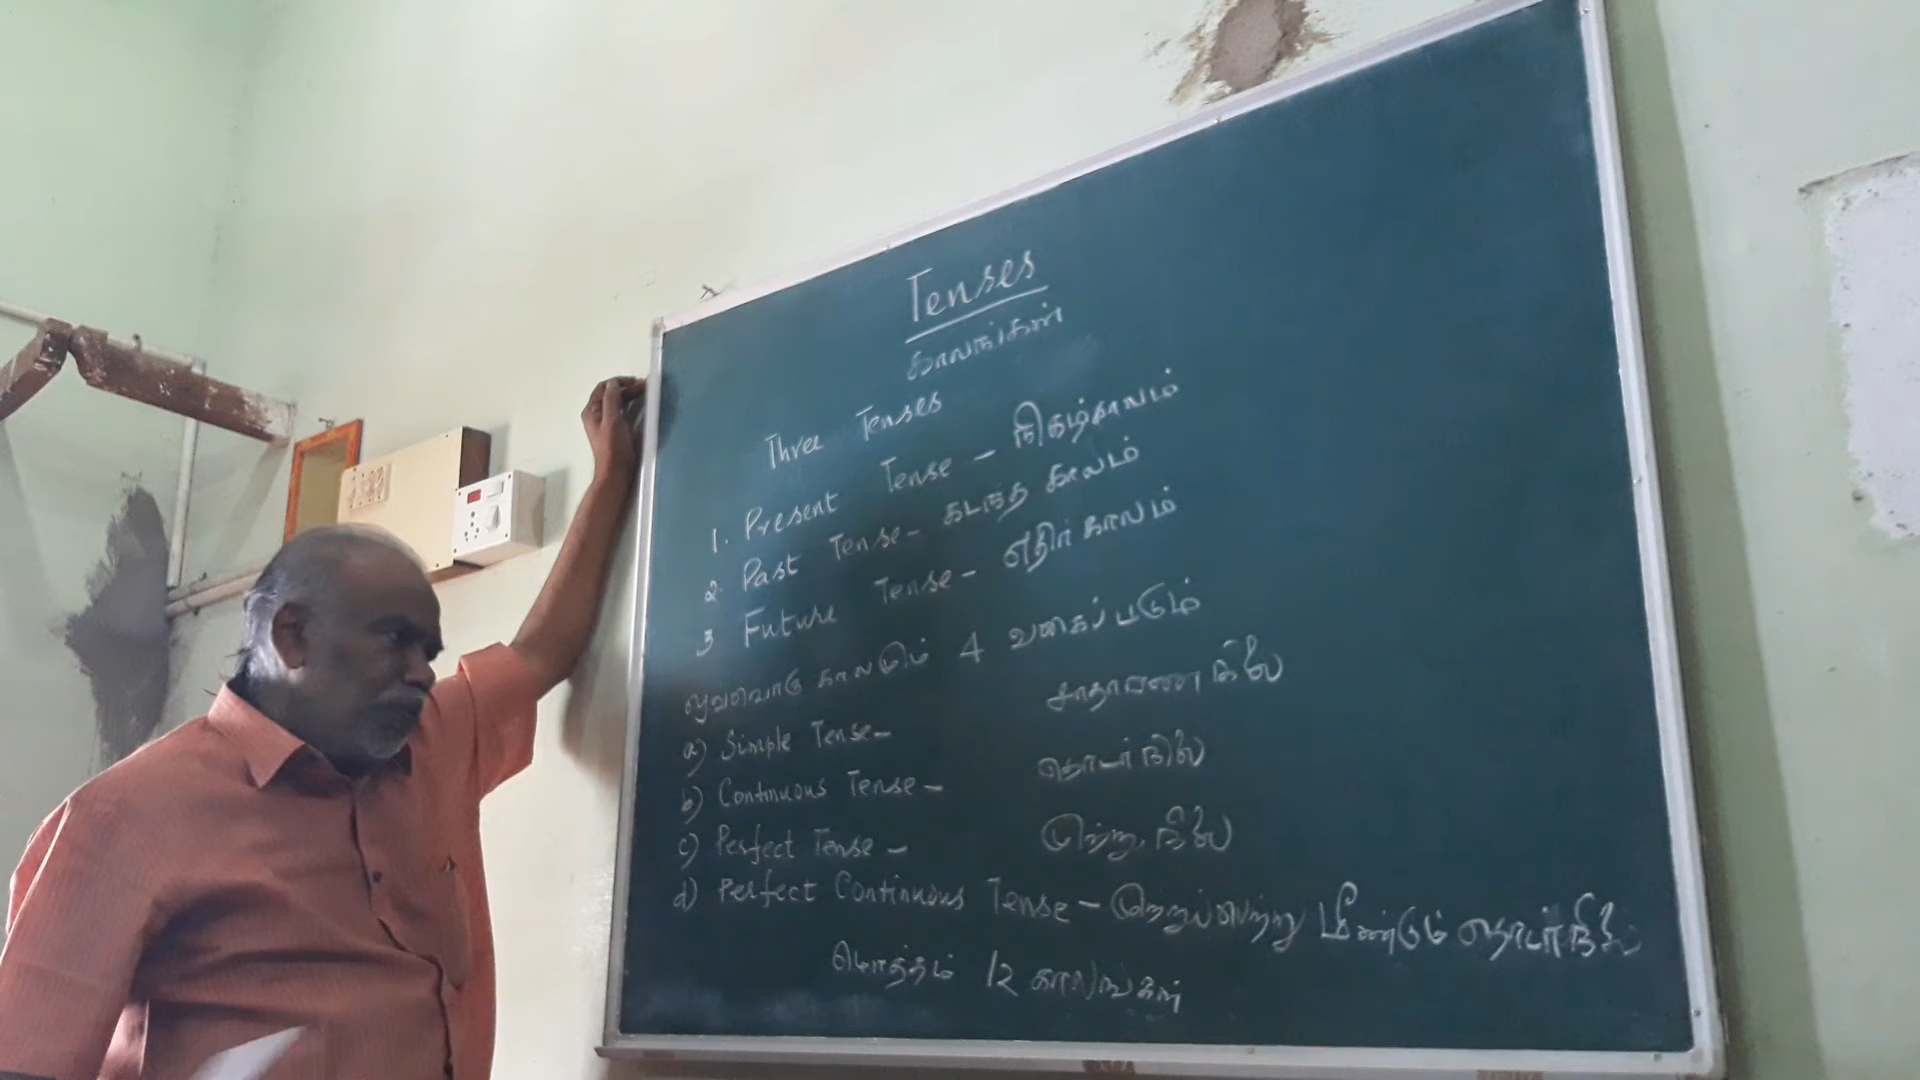 Tenses
காலங்கள்
Three Tenses
1. Present Tense - நிகழ்காலம்
2. Past Tense - கடந்த காலம்
3 Future Tense - எதிர் காலம்
ஒவ்வொரு காலமும் 4 வகைப்படும்
a) Simple Tense - சாதாரண நிலை
b) Continuous Tense - தொடர் நிலை
c) Perfect Tense - முற்று நிலை
d) Perfect Continuous Tense - முற்றுப்பெற்று மீண்டும் தொடர் நிலை
மொத்தம் 12 காலங்கள்